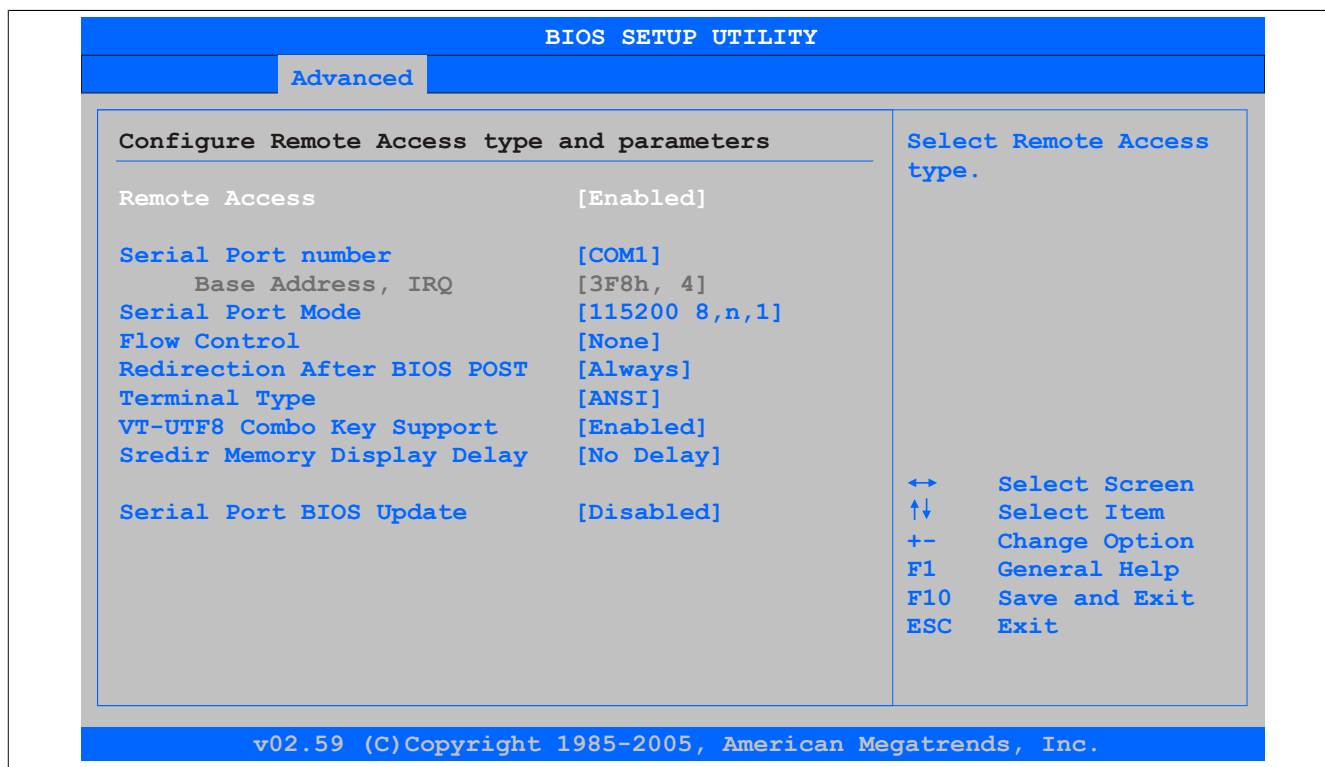 BIOS SETUP UTILITY
Advanced
Configure Remote Access type and parameters
Remote Access [Enabled]
Serial Port number [COM1]
Base Address, IRQ [3F8h, 4]
Serial Port Mode [115200 8,n,1]
Flow Control [None]
Redirection After BIOS POST [Always]
Terminal Type [ANSI]
VT-UTF8 Combo Key Support [Enabled]
Sredir Memory Display Delay [No Delay]
Serial Port BIOS Update [Disabled]
Select Remote Access
type.
↔ Select Screen
↑↓ Select Item
+- Change Option
F1 General Help
F10 Save and Exit
ESC Exit
v02.59 (C)Copyright 1985-2005, American Megatrends, Inc.